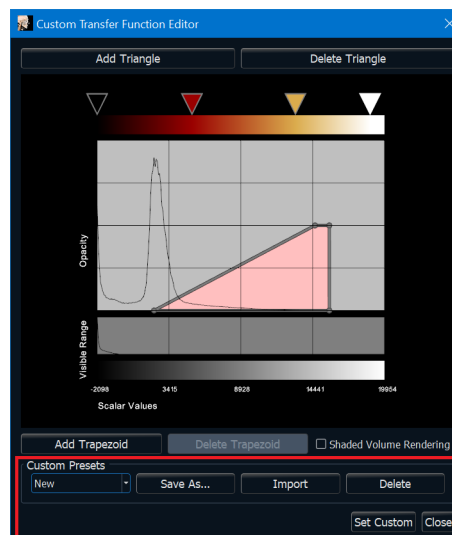 Custom Transfer Function Editor
Add Triangle
Delete Triangle
Opacity
Visible Range
-2098 3415 8928 14441 19954
Scalar Values
Add Trapezoid
Delete Trapezoid
Shaded Volume Rendering
Custom Presets
New
Save As...
Import
Delete
Set Custom
Close